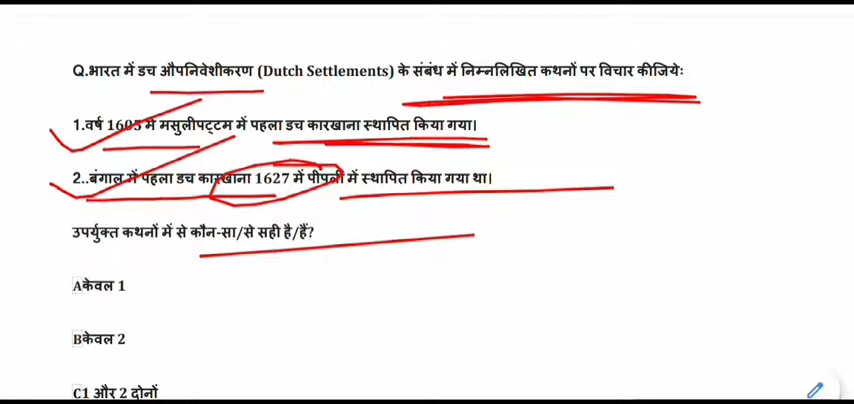 Q.भारत में डच औपनिवेशीकरण (Dutch Settlements) के संबंध में निम्नलिखित कथनों पर विचार कीजियेः
1.वर्ष 1605 में मसुलीपट्टम में पहला डच कारखाना स्थापित किया गया।
2..बंगाल में पहला डच कारखाना 1627 में पीपली में स्थापित किया गया था।
उपर्युक्त कथनों में से कौन-सा/से सही है/हैं?
Aकेवल 1
Bकेवल 2
C1 और 2 दोनों